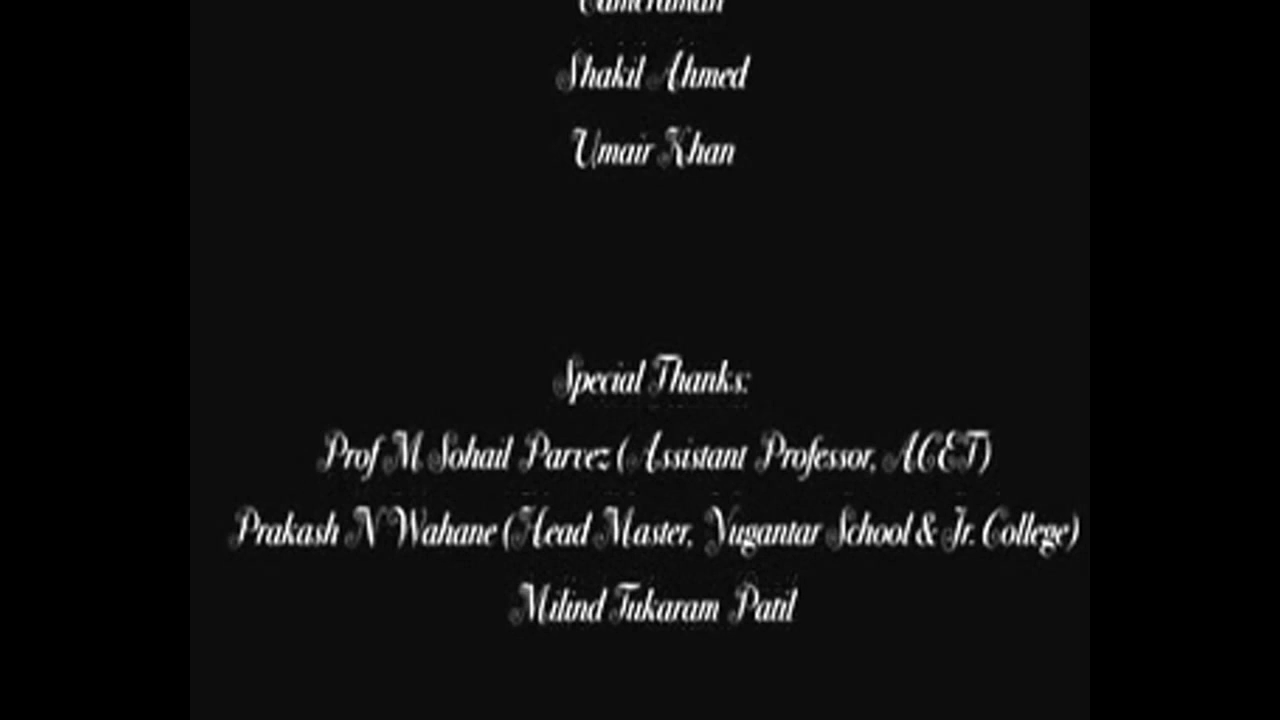 Cameraman
Shakil Ahmed
Umair Khan
Special Thanks:
Prof M Sohail Parvez ( Assistant Professor, ACET)
Prakash N Wahane (Head Master, Yugantar School & Jr. College)
Milind Tukaram Patil